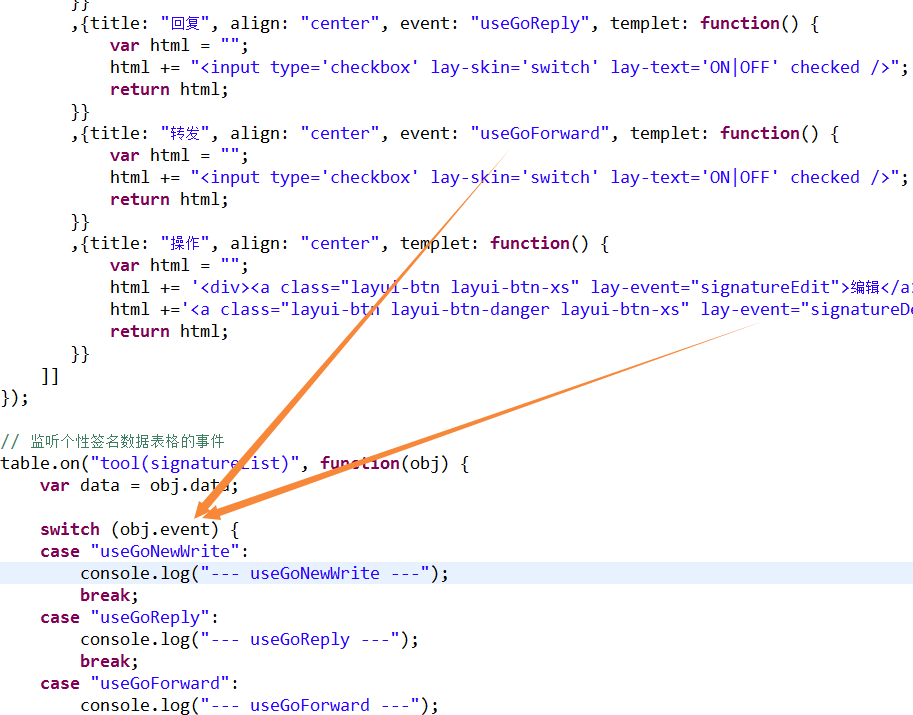 }}
,{title: "回复", align: "center", event: "useGoReply", templet: function() {
var html = "";
html += "<input type='checkbox' lay-skin='switch' lay-text='ON|OFF' checked />";
return html;
}}
,{title: "转发", align: "center", event: "useGoForward", templet: function() {
var html = "";
html += "<input type='checkbox' lay-skin='switch' lay-text='ON|OFF' checked />";
return html;
}}
,{title: "操作", align: "center", templet: function() {
var html = "";
html += '<div><a class="layui-btn layui-btn-xs" lay-event="signatureEdit">编辑</a
html +='<a class="layui-btn layui-btn-danger layui-btn-xs" lay-event="signatureDe
return html;
}}
]]
});
// 监听个性签名数据表格的事件
table.on("tool(signatureList)", function(obj) {
var data = obj.data;
switch (obj.event) {
case "useGoNewWrite":
console.log("--- useGoNewWrite ---");
break;
case "useGoReply":
console.log("--- useGoReply ---");
break;
case "useGoForward":
console.log("--- useGoForward ---");